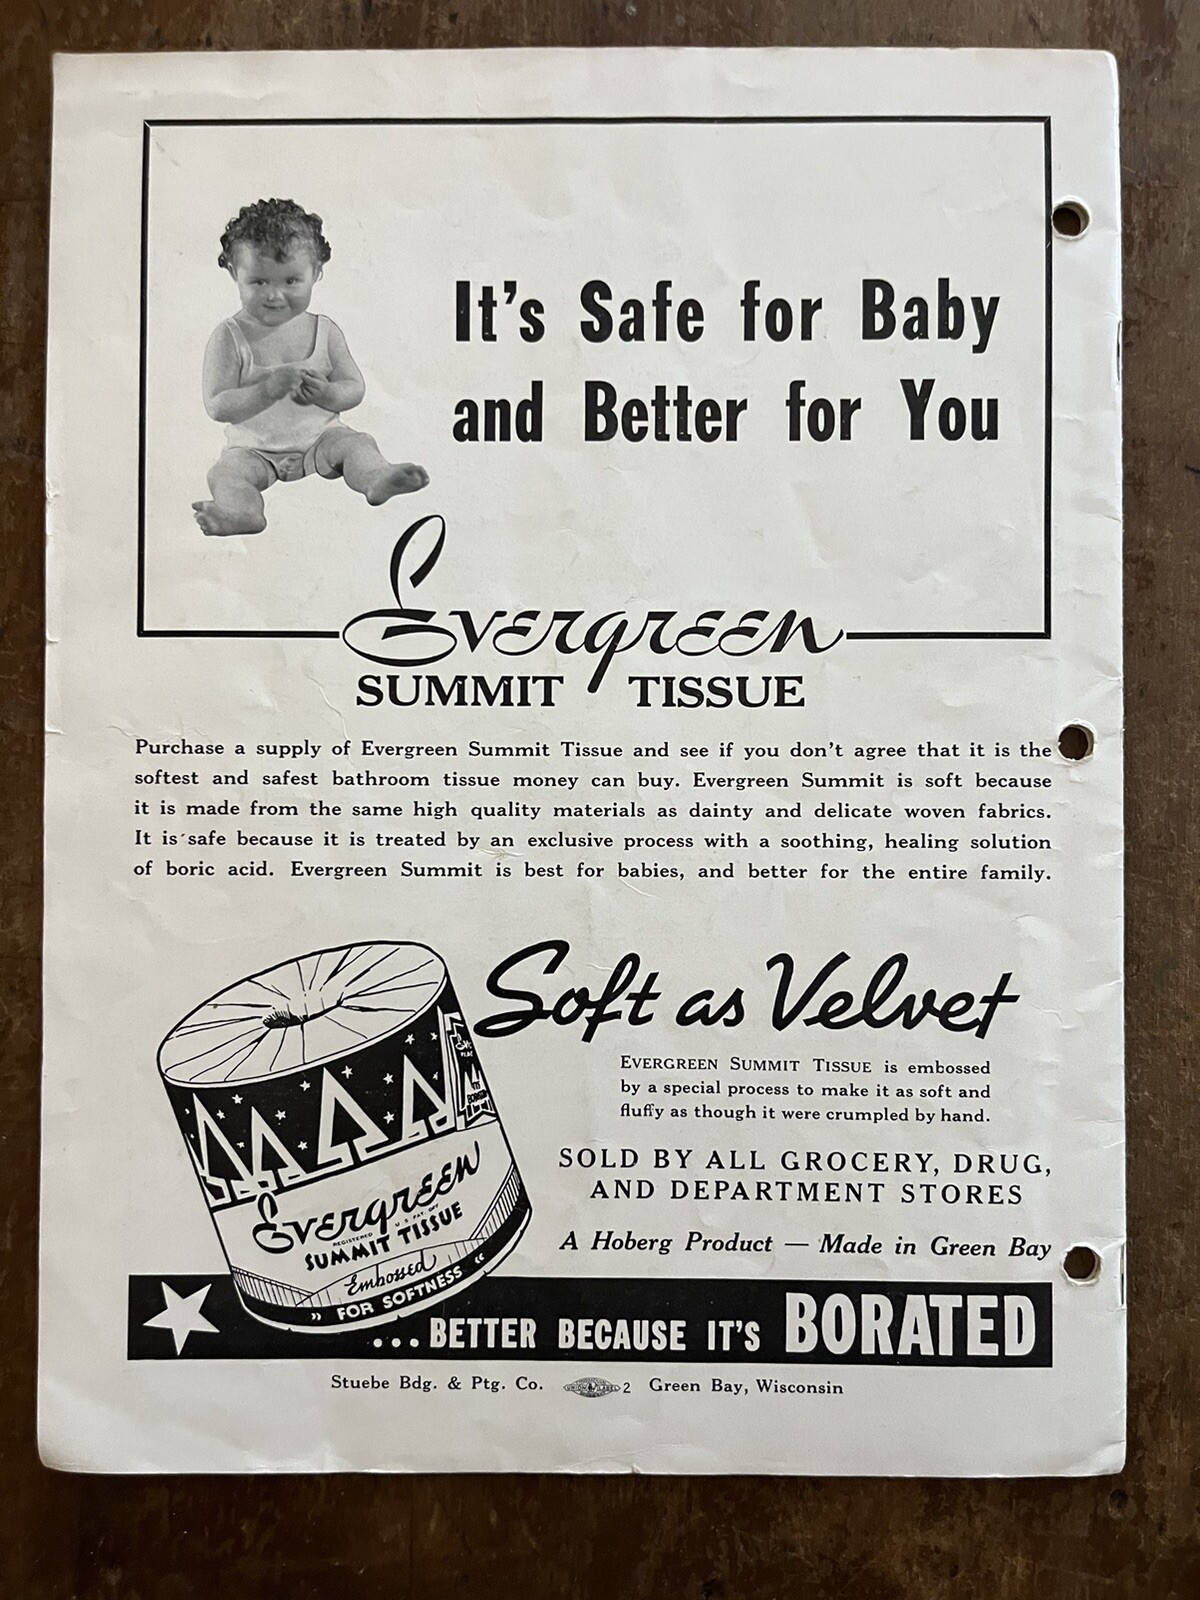 It's Safe for Baby
and Better for You
Evergreen
SUMMIT TISSUE
Purchase a supply of Evergreen Summit Tissue and see if you don't agree that it is the
softest and safest bathroom tissue money can buy. Evergreen Summit is soft because
it is made from the same high quality materials as dainty and delicate woven fabrics.
It is safe because it is treated by an exclusive process with a soothing, healing solution
of boric acid. Evergreen Summit is best for babies, and better for the entire family.
Soft as Velvet
EVERGREEN SUMMIT TISSUE is embossed
by a special process to make it as soft and
fluffy as though it were crumpled by hand.
SOLD BY ALL GROCERY, DRUG,
AND DEPARTMENT STORES
A Hoberg Product — Made in Green Bay
Evergreen
REGISTERED U.S. PAT. OFF.
SUMMIT TISSUE
Embossed
» FOR SOFTNESS «
...BETTER BECAUSE IT'S BORATED
Stuebe Bdg. & Ptg. Co. UNION LABEL 2 Green Bay, Wisconsin